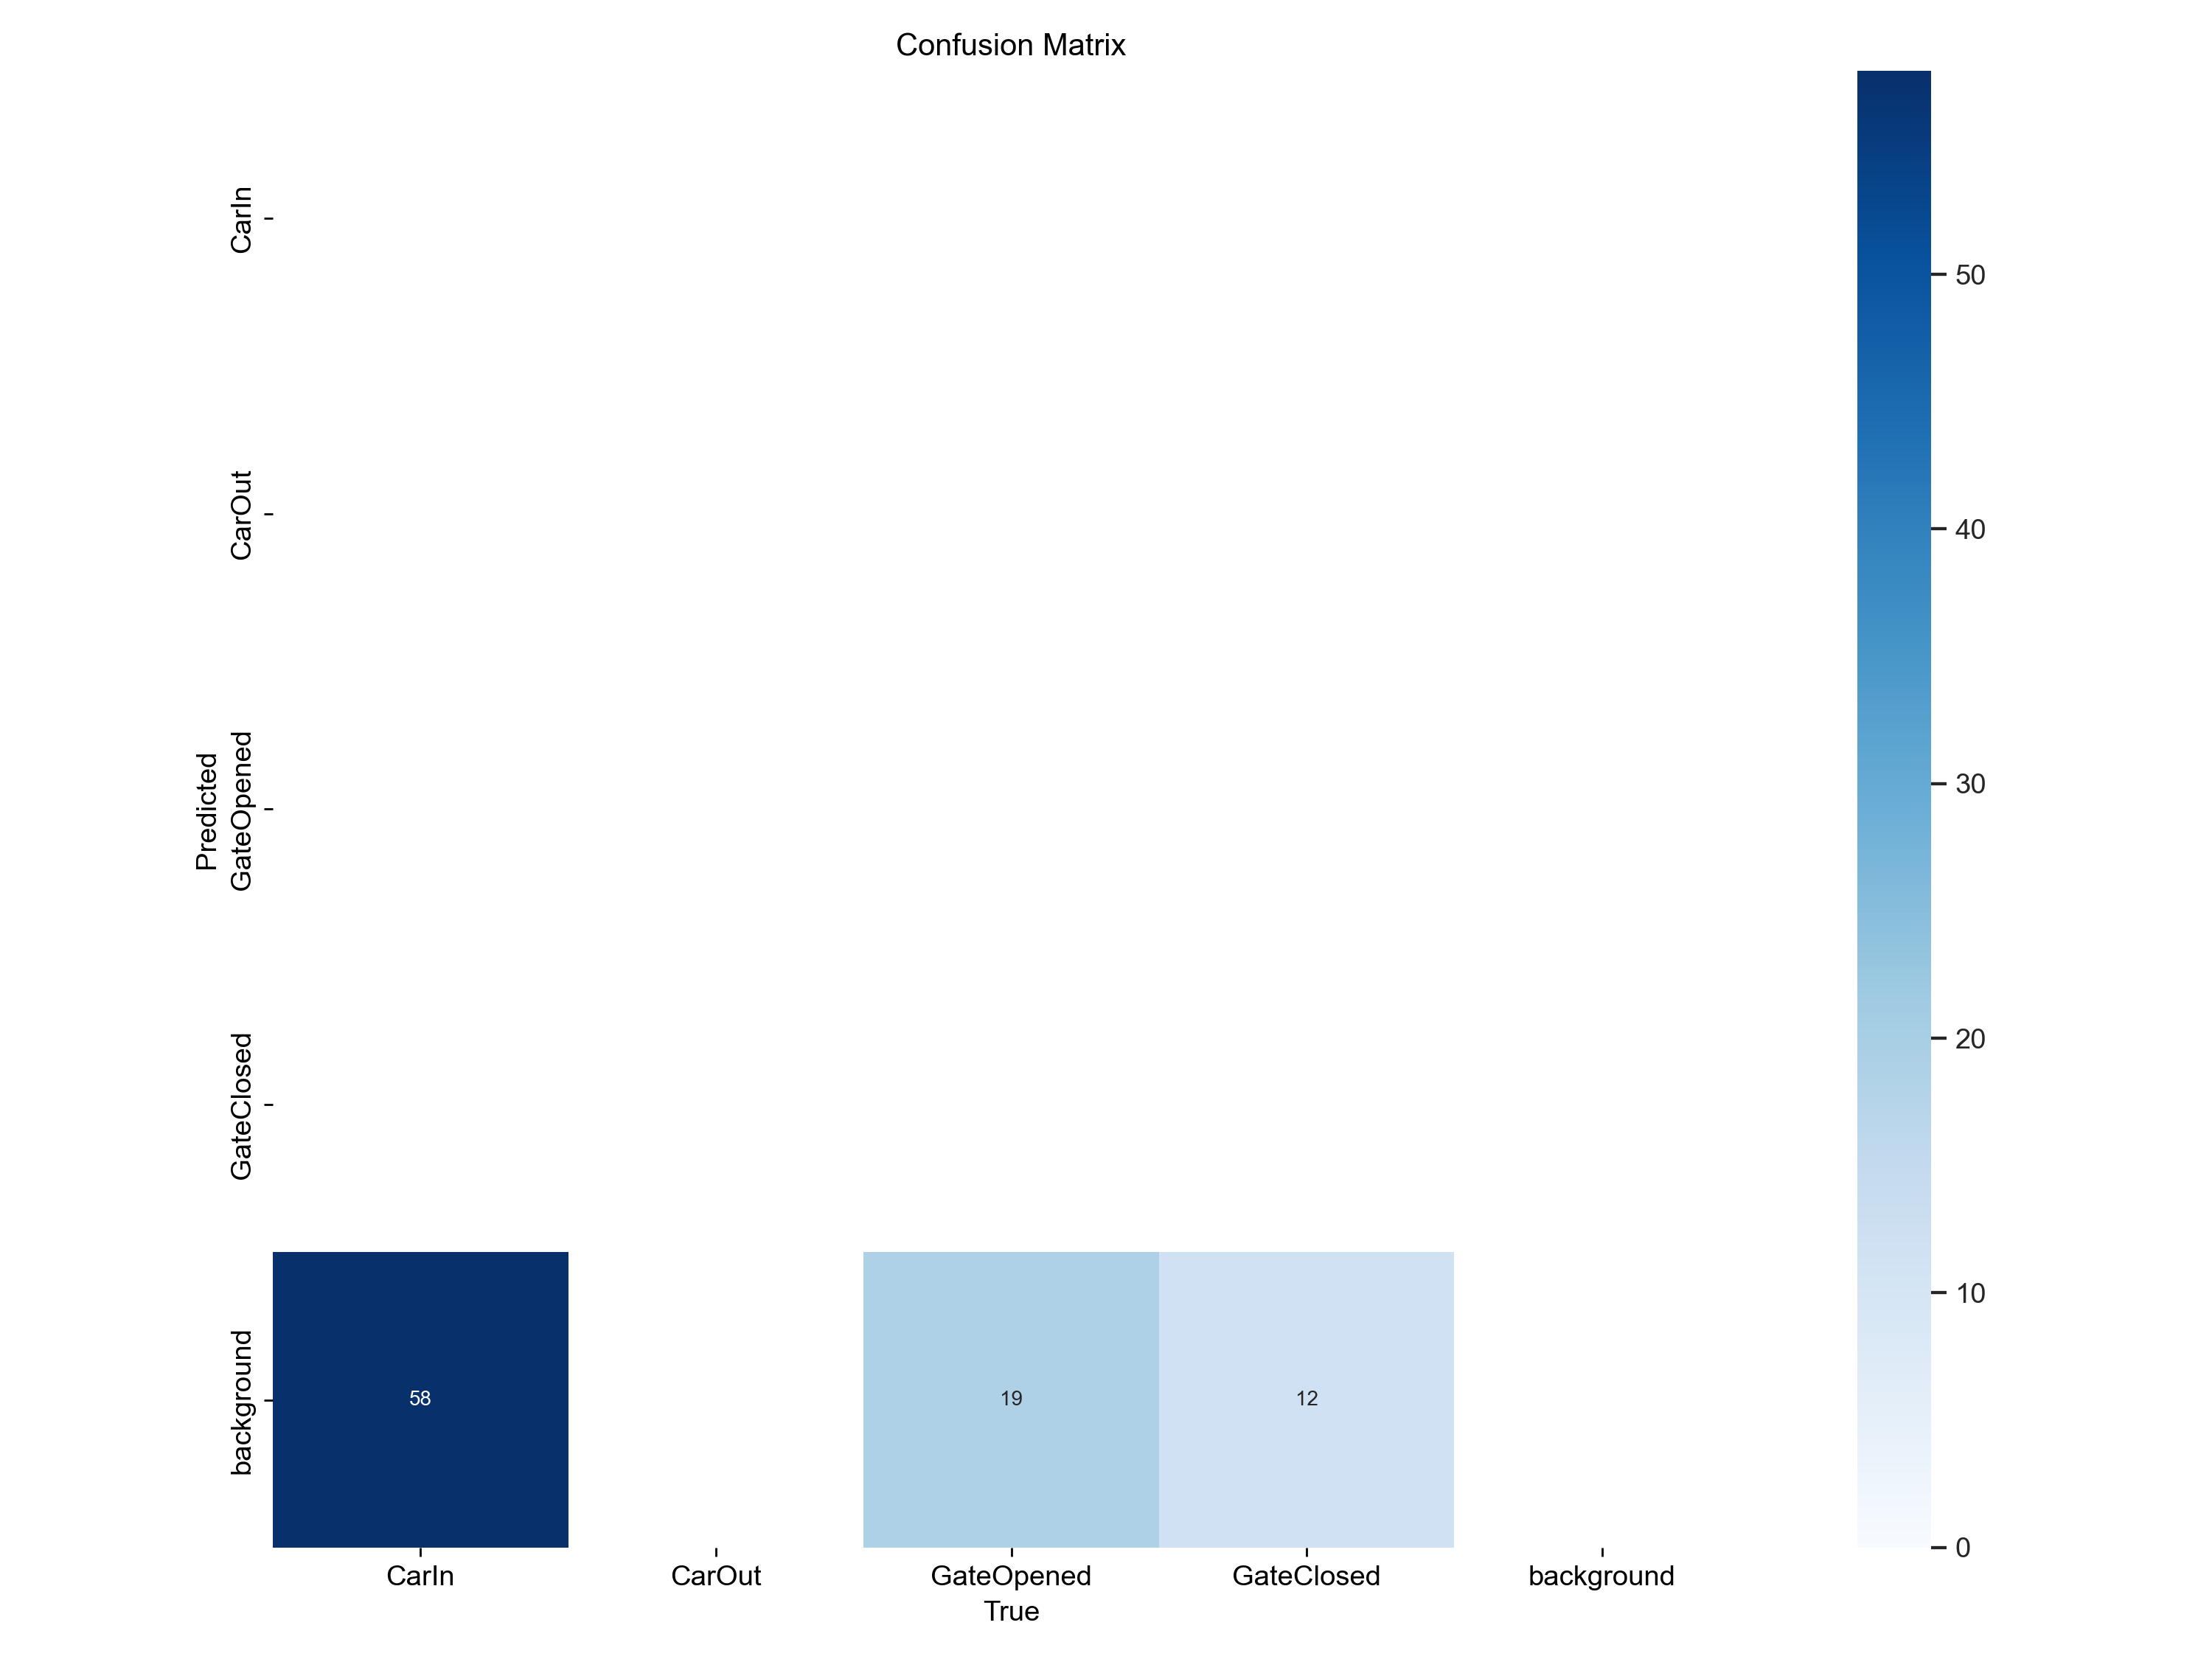 Confusion Matrix
CarIn
CarOut
GateOpened
GateClosed
background
Predicted
58
19
12
CarIn
CarOut
GateOpened
GateClosed
background
True
50
40
30
20
10
0